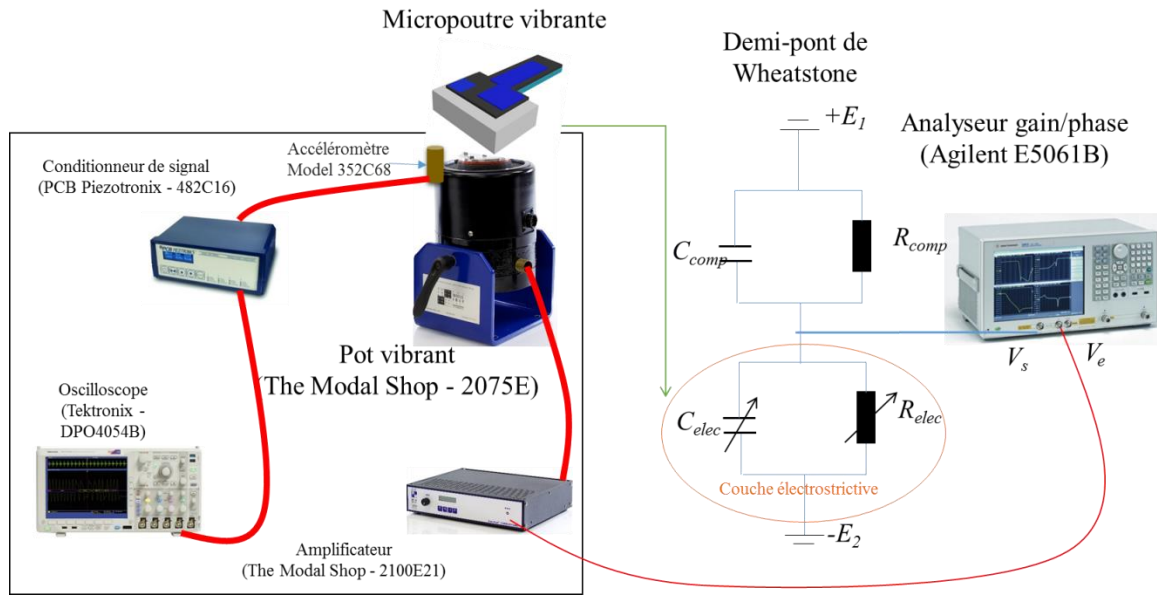 Micropoutre vibrante
Demi-pont de
Wheatstone
+E1
Analyseur gain/phase
(Agilent E5061B)
Conditionneur de signal
(PCB Piezotronix - 482C16)
Accéléromètre
Model 352C68
Ccomp
Rcomp
Pot vibrant
(The Modal Shop - 2075E)
Vs
Ve
Oscilloscope
(Tektronix -
DPO4054B)
Celec
Relec
Couche électrostrictive
-E2
Amplificateur
(The Modal Shop - 2100E21)